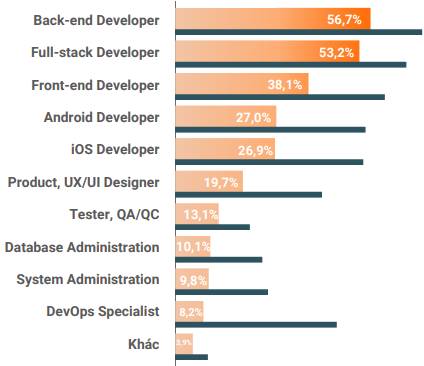 Back-end Developer 56,7%
Full-stack Developer 53,2%
Front-end Developer 38,1%
Android Developer 27,0%
iOS Developer 26,9%
Product, UX/UI Designer 19,7%
Tester, QA/QC 13,1%
Database Administration 10,1%
System Administration 9,8%
DevOps Specialist 8,2%
Khác 3,9%